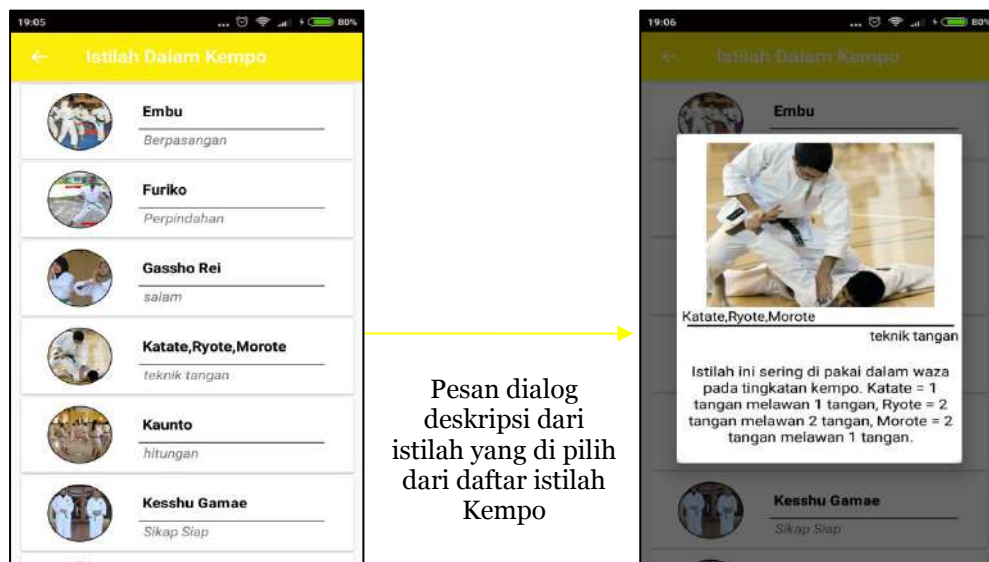 19:05
... 80%
Istilah Dalam Kempo
Embu
Berpasangan
Furiko
Perpindahan
Gassho Rei
salam
Katate,Ryote,Morote
teknik tangan
Kaunto
hitungan
Kesshu Gamae
Sikap Siap
Pesan dialog
deskripsi dari
istilah yang di pilih
dari daftar istilah
Kempo
19:06
... 80%
Istilah Dalam Kempo
Embu
Katate,Ryote,Morote
teknik tangan
Istilah ini sering di pakai dalam waza
pada tingkatan kempo. Katate = 1
tangan melawan 1 tangan, Ryote = 2
tangan melawan 2 tangan, Morote = 2
tangan melawan 1 tangan.
Kesshu Gamae
Sikap Siap